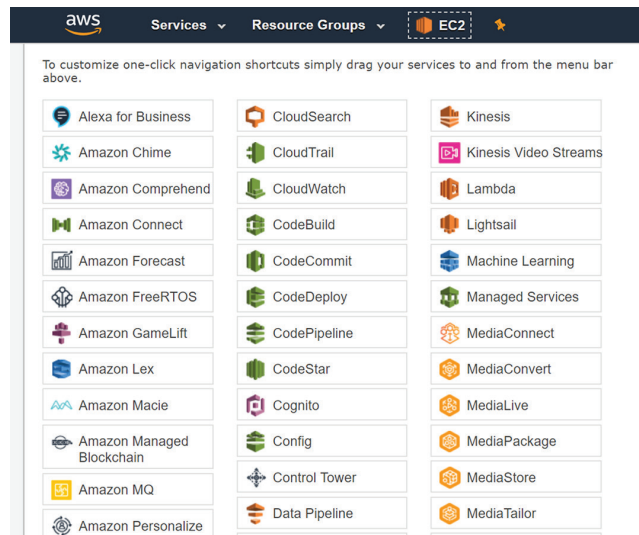 aws Services Resource Groups EC2
To customize one-click navigation shortcuts simply drag your services to and from the menu bar
above.
Alexa for Business
Amazon Chime
Amazon Comprehend
Amazon Connect
Amazon Forecast
Amazon FreeRTOS
Amazon GameLift
Amazon Lex
Amazon Macie
Amazon Managed
Blockchain
Amazon MQ
Amazon Personalize
CloudSearch
CloudTrail
CloudWatch
CodeBuild
CodeCommit
CodeDeploy
CodePipeline
CodeStar
Cognito
Config
Control Tower
Data Pipeline
Kinesis
Kinesis Video Streams
Lambda
Lightsail
Machine Learning
Managed Services
MediaConnect
MediaConvert
MediaLive
MediaPackage
MediaStore
MediaTailor